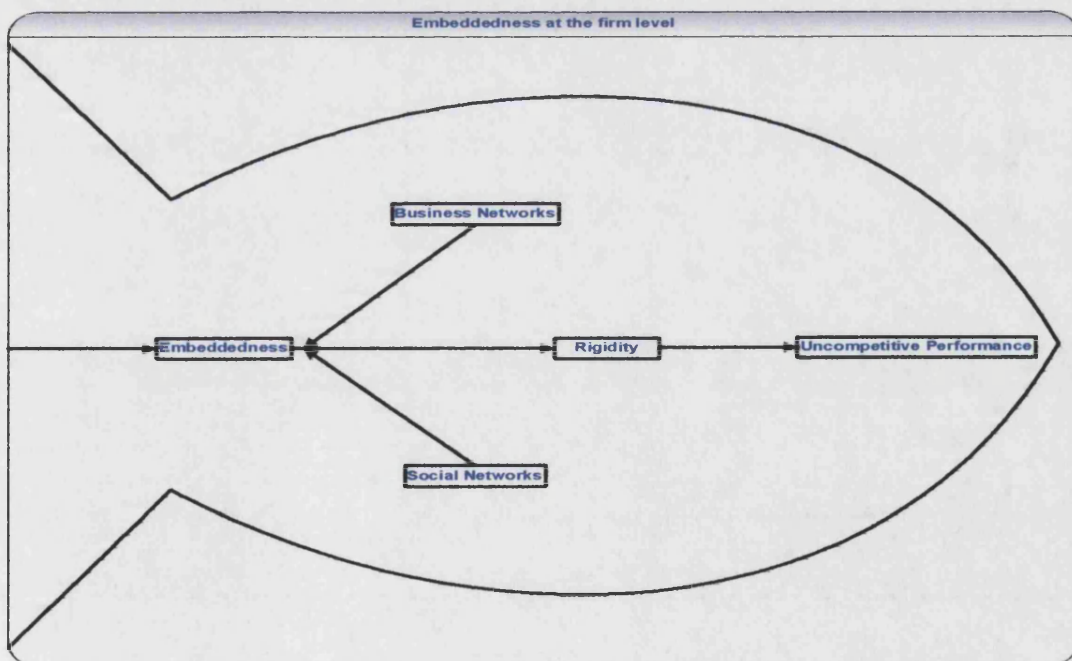 Embeddedness at the firm level
Business Networks
Embeddedness
Rigidity
Uncompetitive Performance
Social Networks